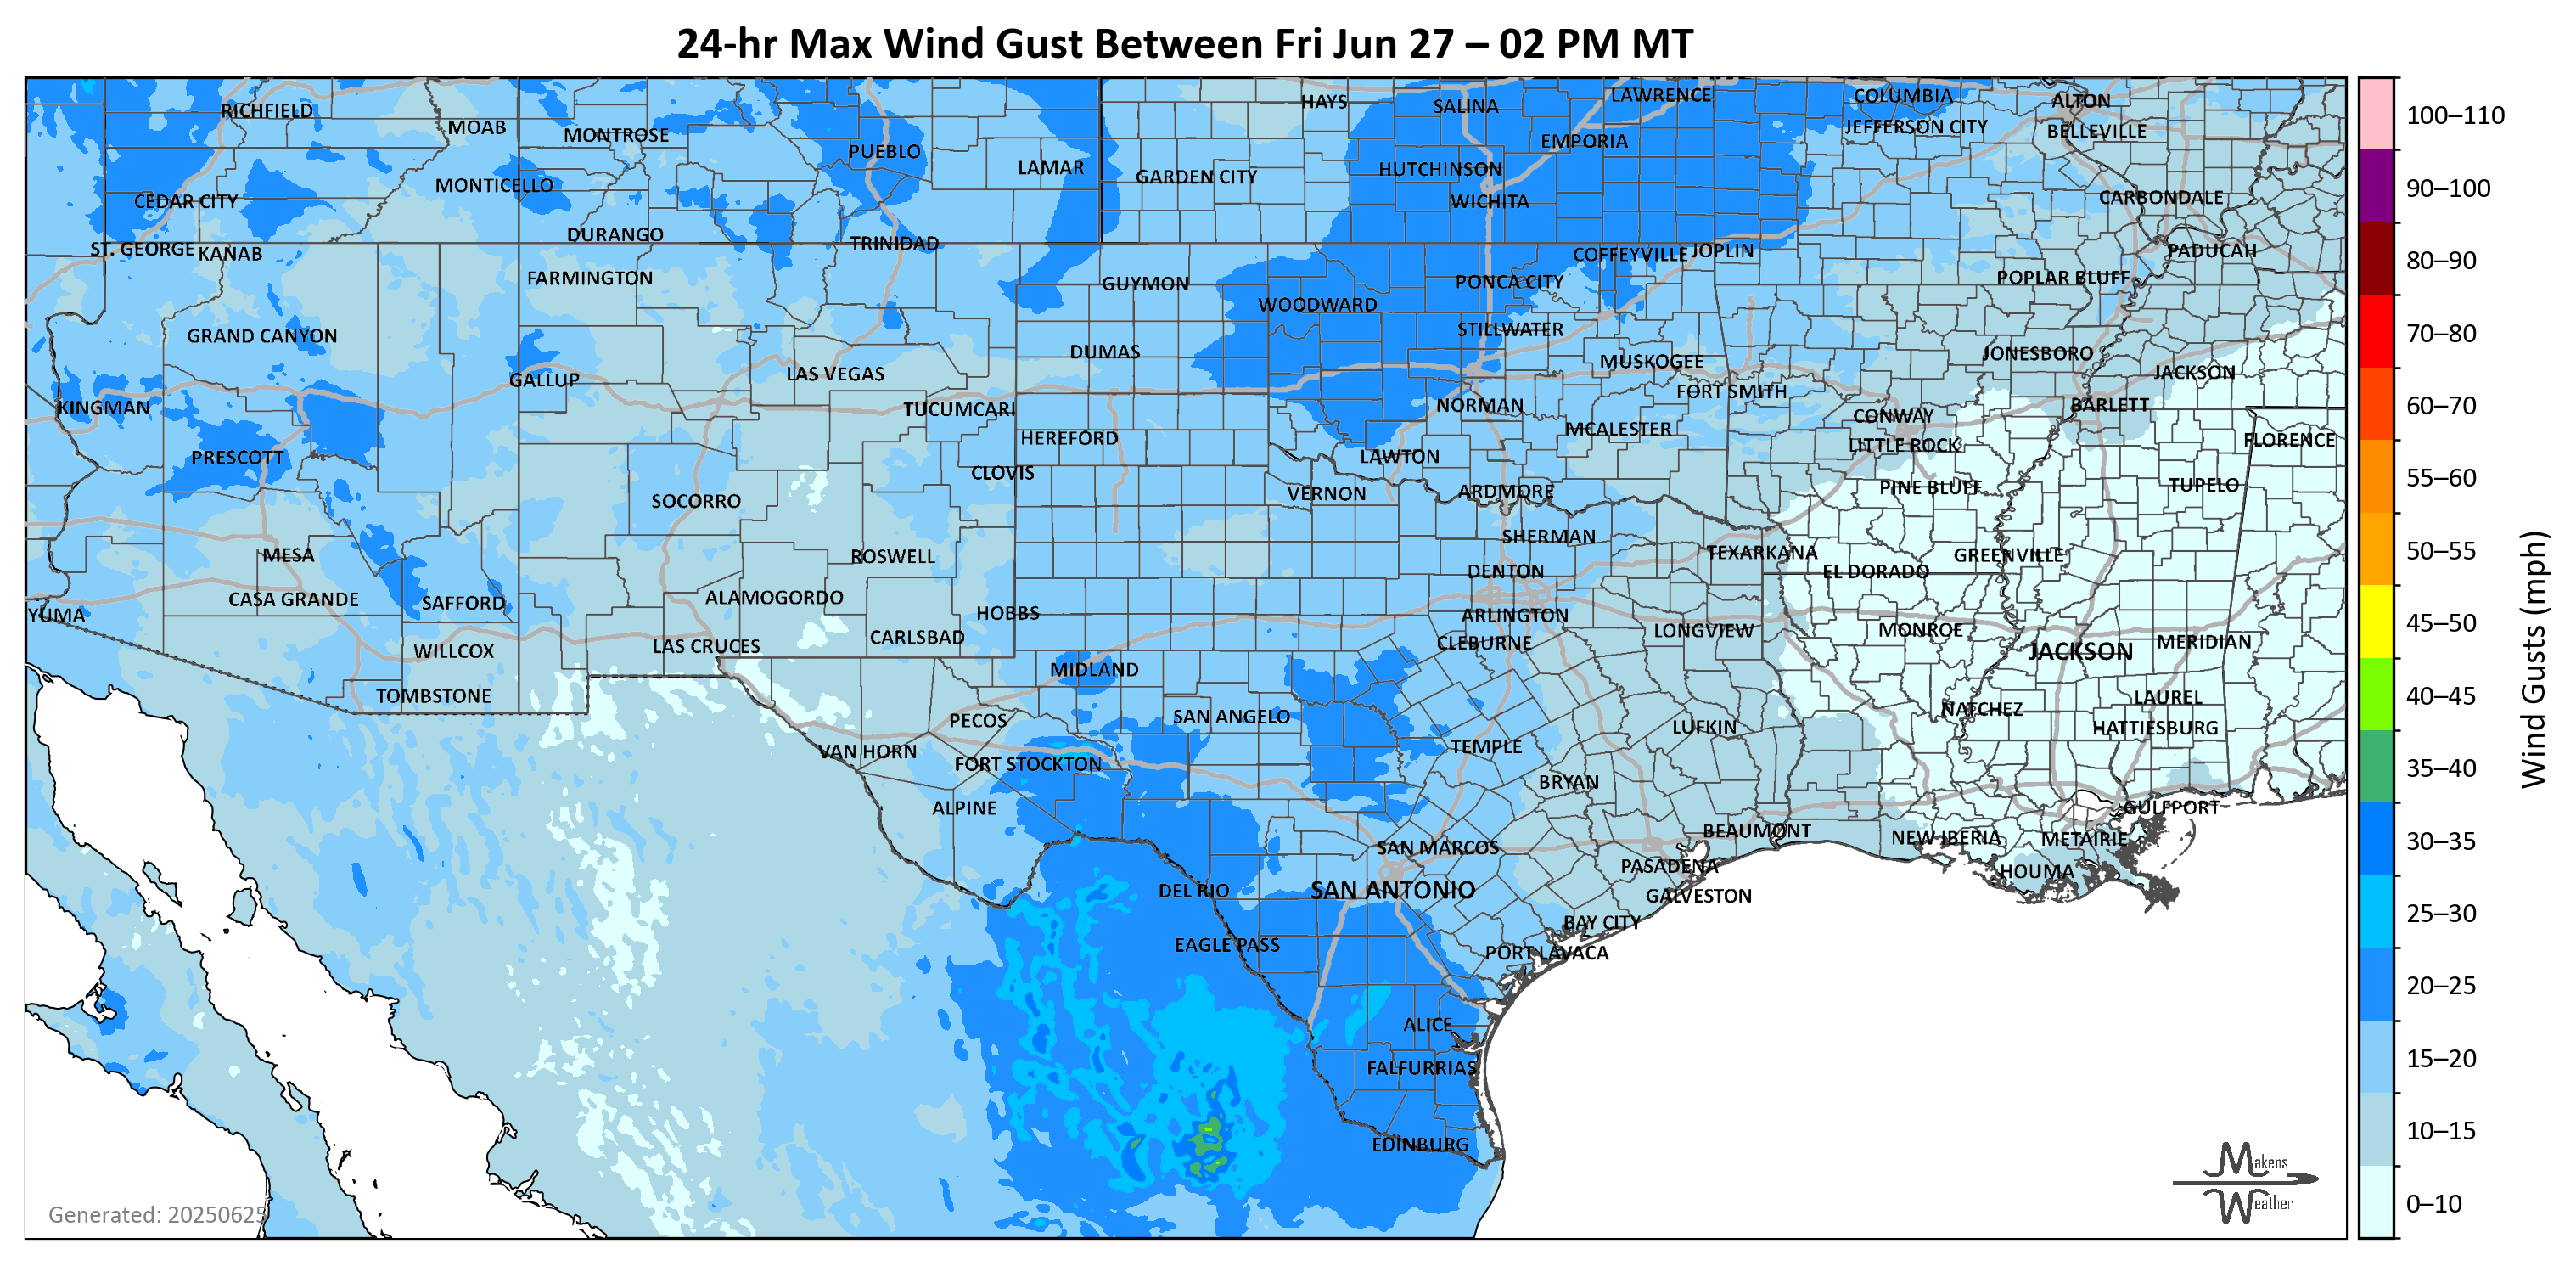 24-hr Max Wind Gust Between Fri Jun 27 – 02 PM MT
RICHFIELD
MOAB
MONTROSE
PUEBLO
LAMAR
HAYS
SALINA
LAWRENCE
COLUMBIA
ALTON
EMPORIA
JEFFERSON CITY
BELLEVILLE
CEDAR CITY
MONTICELLO
GARDEN CITY
HUTCHINSON
WICHITA
CARBONDALE
ST. GEORGE
KANAB
DURANGO
TRINIDAD
COFFEYVILLE
JOPLIN
PADUCAH
FARMINGTON
GUYMON
PONCA CITY
POPLAR BLUFF
WOODWARD
GRAND CANYON
STILLWATER
DUMAS
MUSKOGEE
JONESBORO
GALLUP
LAS VEGAS
FORT SMITH
JACKSON
KINGMAN
TUCUMCARI
NORMAN
CONWAY
BARLETT
HEREFORD
MCALESTER
LITTLE ROCK
FLORENCE
PRESCOTT
CLOVIS
LAWTON
SOCORRO
VERNON
ARDMORE
PINE BLUFF
TUPELO
MESA
ROSWELL
SHERMAN
TEXARKANA
GREENVILLE
DENTON
EL DORADO
CASA GRANDE
SAFFORD
ALAMOGORDO
HOBBS
ARLINGTON
YUMA
WILLCOX
LAS CRUCES
CARLSBAD
CLEBURNE
LONGVIEW
MONROE
JACKSON
MERIDIAN
TOMBSTONE
MIDLAND
LAUREL
PECOS
SAN ANGELO
LUFKIN
NATCHEZ
HATTIESBURG
VAN HORN
FORT STOCKTON
TEMPLE
ALPINE
BRYAN
GULFPORT
SAN MARCOS
BEAUMONT
NEW IBERIA
METAIRIE
DEL RIO
SAN ANTONIO
PASADENA
HOUMA
GALVESTON
EAGLE PASS
BAY CITY
PORT LAVACA
ALICE
FALFURRIAS
EDINBURG
Generated: 20250625
Makens
Weather
100–110
90–100
80–90
70–80
60–70
55–60
50–55
45–50
40–45
35–40
30–35
25–30
20–25
15–20
10–15
0–10
Wind Gusts (mph)